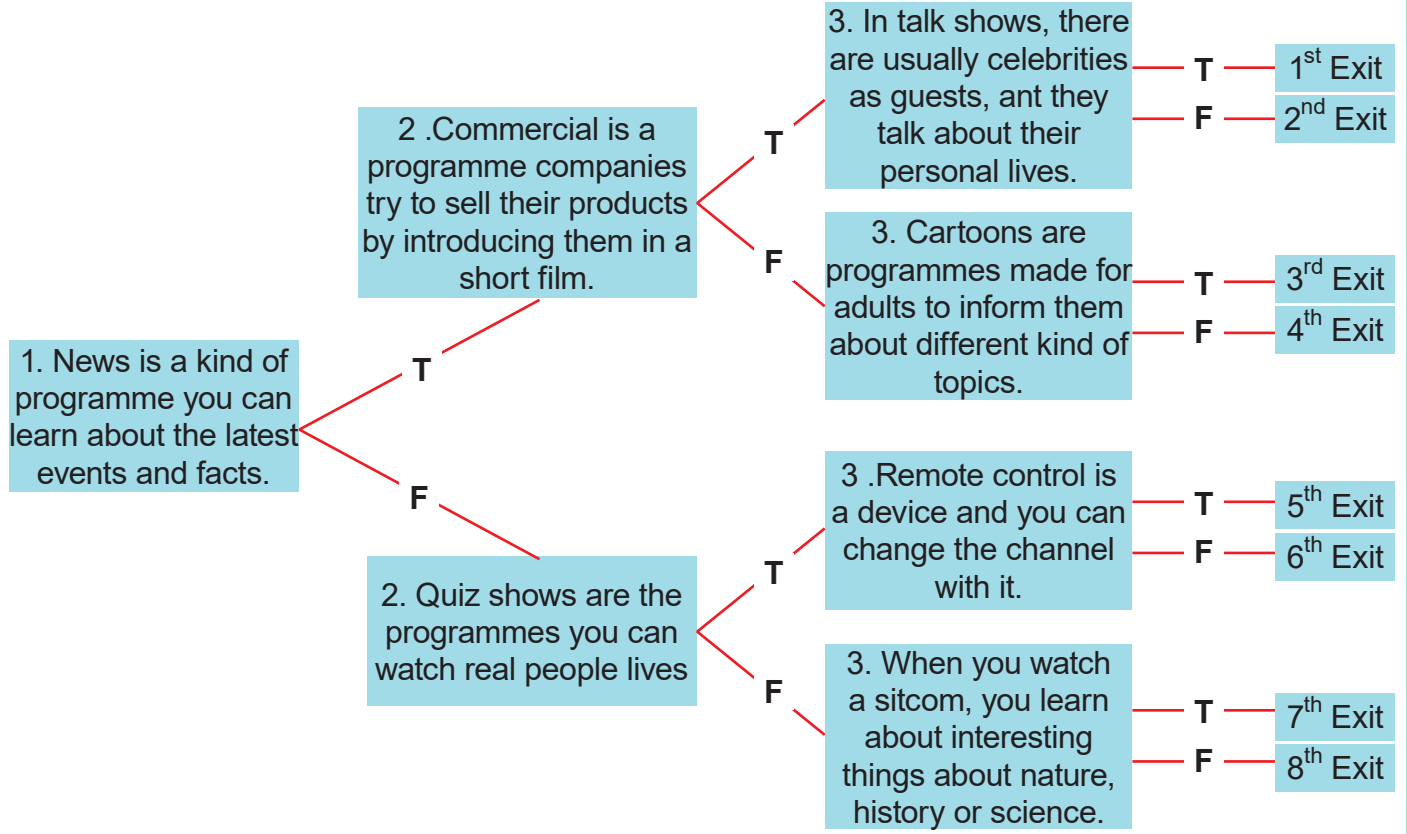 1. News is a kind of
programme you can
learn about the latest
events and facts.
T
F
2 .Commercial is a
programme companies
try to sell their products
by introducing them in a
short film.
T
F
2. Quiz shows are the
programmes you can
watch real people lives
T
F
3. In talk shows, there
are usually celebrities
as guests, ant they
talk about their
personal lives.
T
1st Exit
F
2nd Exit
3. Cartoons are
programmes made for
adults to inform them
about different kind of
topics.
T
3rd Exit
F
4th Exit
3 .Remote control is
a device and you can
change the channel
with it.
T
5th Exit
F
6th Exit
3. When you watch
a sitcom, you learn
about interesting
things about nature,
history or science.
T
7th Exit
F
8th Exit